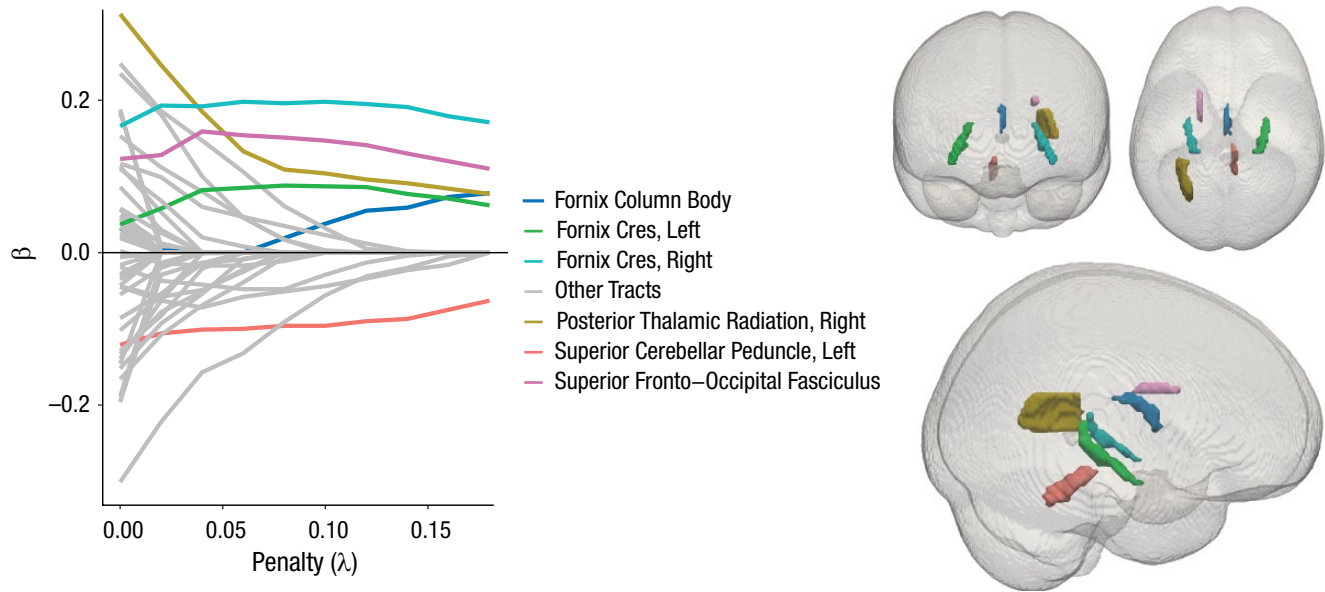 0.2
0.0
–0.2
β
0.00
0.05
0.10
0.15
Penalty (λ)
Fornix Column Body
Fornix Cres, Left
Fornix Cres, Right
Other Tracts
Posterior Thalamic Radiation, Right
Superior Cerebellar Peduncle, Left
Superior Fronto–Occipital Fasciculus